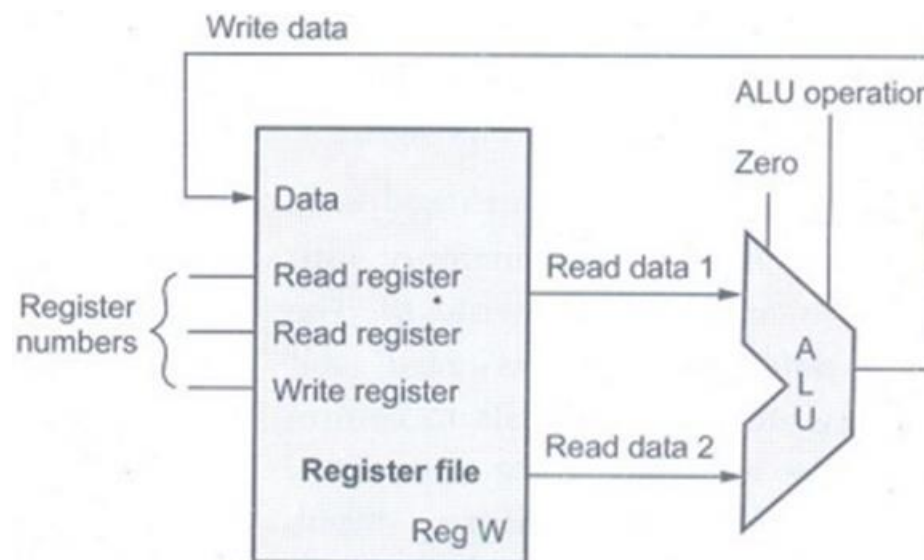 Write data
ALU operation
Zero
Data
Read register
Read data 1
Register
numbers
Read register
Write register
A
L
U
Read data 2
Register file
Reg W